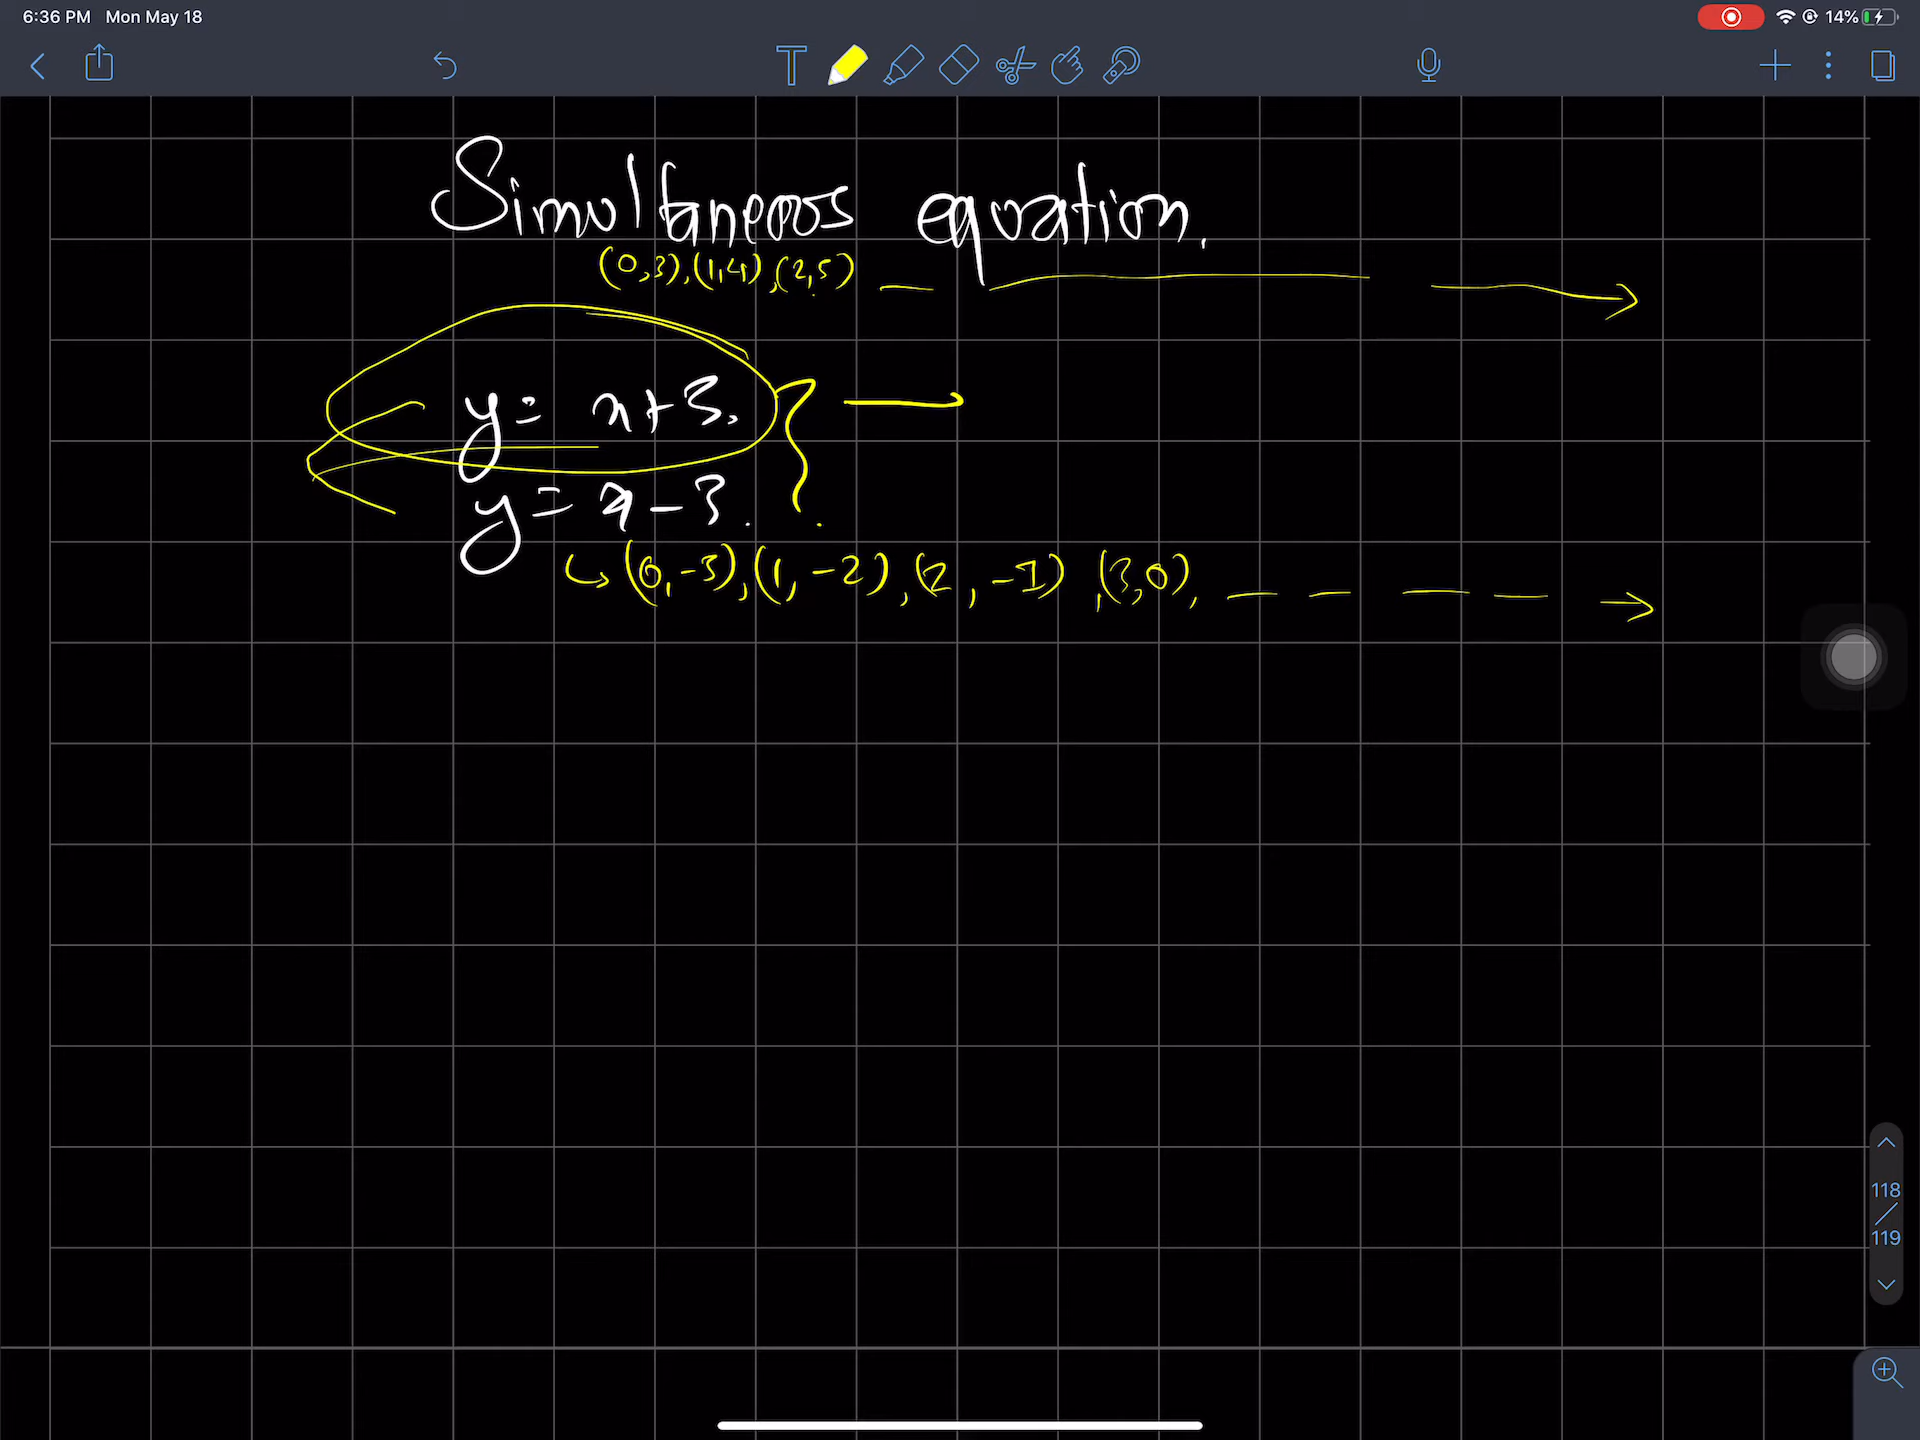 6:36 PM Mon May 18
14%
T
Simultaneous equation.
(0,3),(1,4),(2,5)
y = x+3.
y = x-3.
(0,-3),(1,-2),(2,-1),(3,0),
118
119